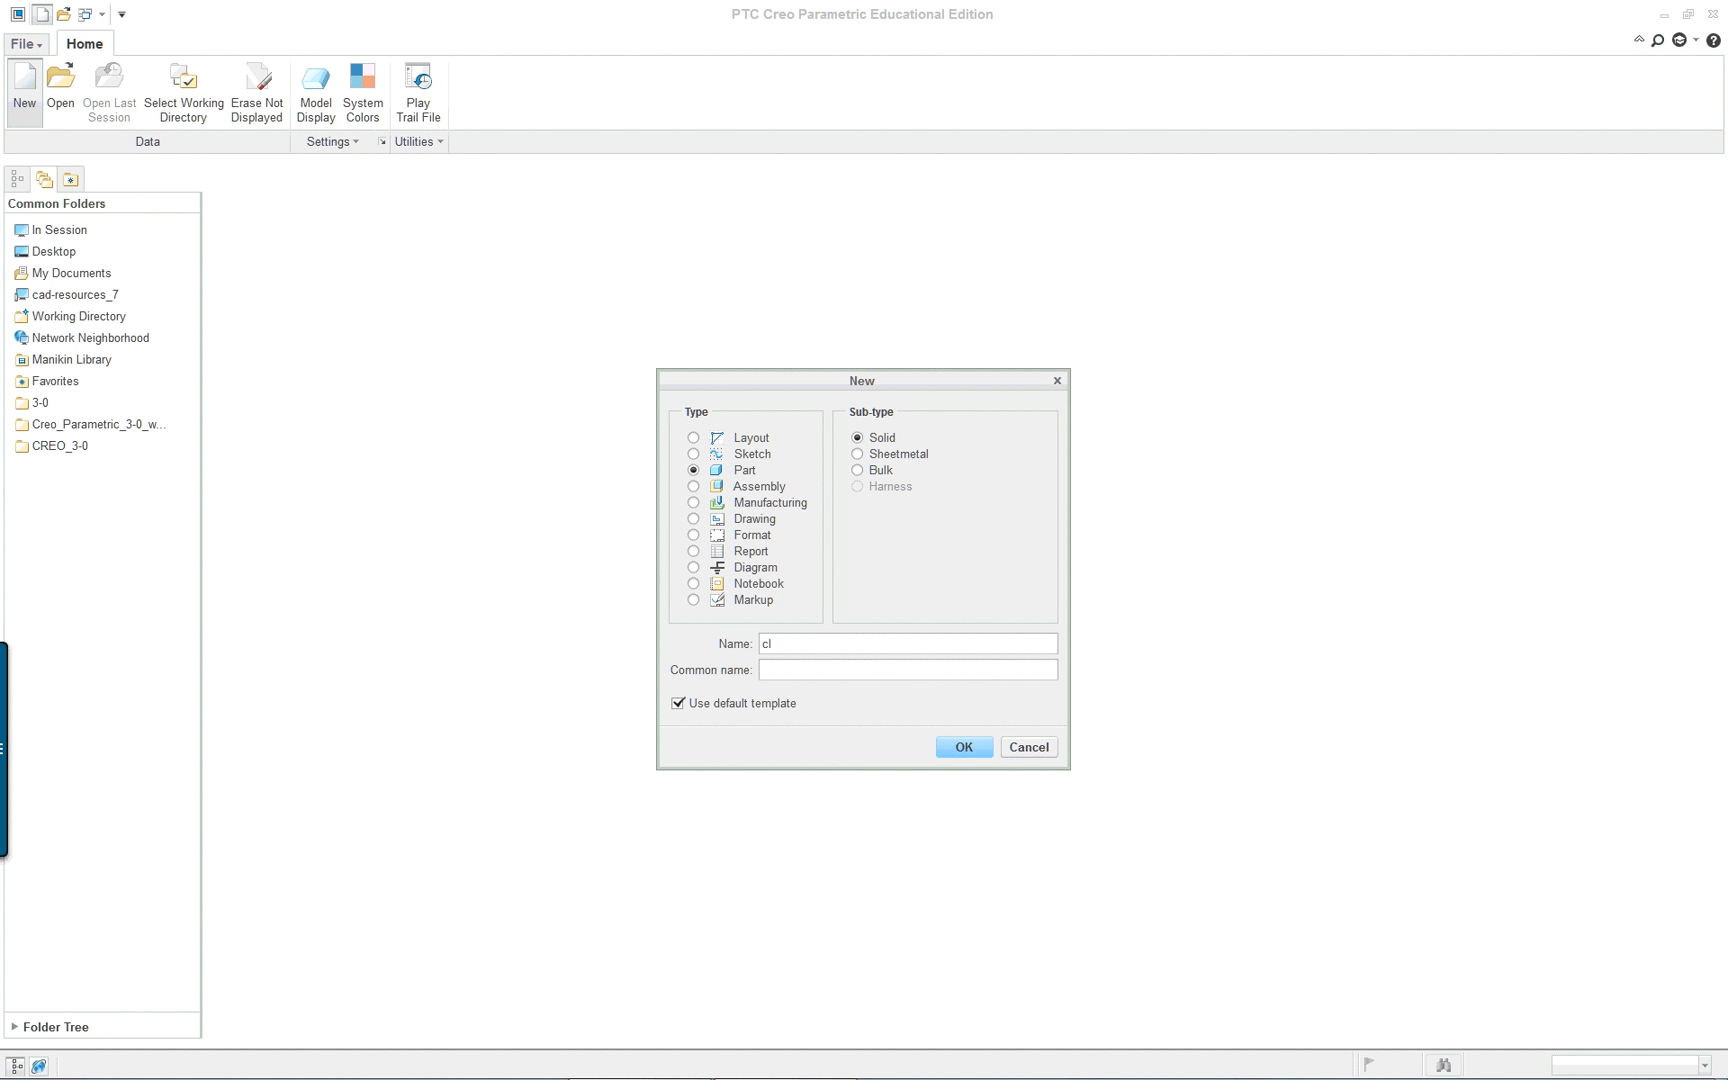 PTC Creo Parametric Educational Edition
File
Home
New
Open
Open Last Session
Select Working Directory
Erase Not Displayed
Model Display
System Colors
Play Trail File
Data
Settings
Utilities
Common Folders
In Session
Desktop
My Documents
cad-resources_7
Working Directory
Network Neighborhood
Manikin Library
Favorites
3-0
Creo_Parametric_3-0_w...
CREO_3-0
Folder Tree
New
Type
Layout
Sketch
Part
Assembly
Manufacturing
Drawing
Format
Report
Diagram
Notebook
Markup
Sub-type
Solid
Sheetmetal
Bulk
Harness
Name: cl
Common name:
Use default template
OK
Cancel